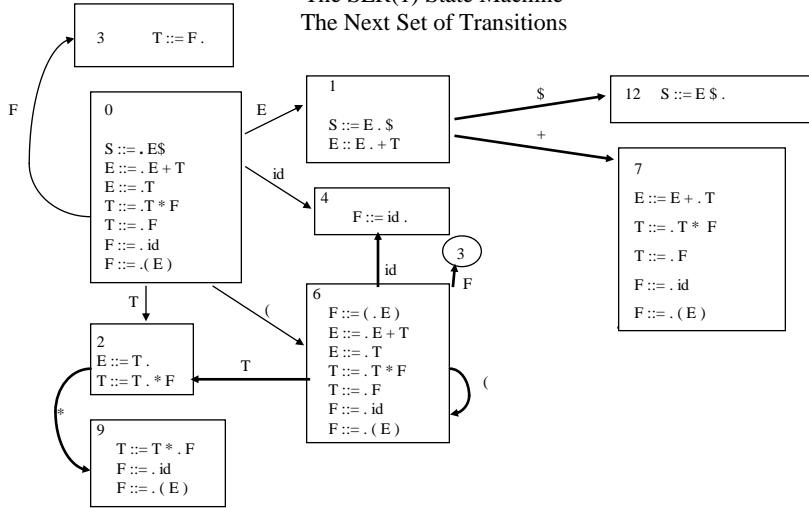 The SLR(1) State Machine
The Next Set of Transitions
3 T ::= F .
F
0
S ::= . E$
E ::= . E + T
E ::= .T
T ::= .T * F
T ::= . F
F ::= . id
F ::= .( E )
E
1
S ::= E . $
E :: E . + T
$
12 S ::= E $ .
+
7
E ::= E + . T
T ::= . T * F
T ::= . F
F ::= . id
F ::= . ( E )
id
4
F ::= id .
3
id
F
T
(
6
F ::= ( . E )
E ::= . E + T
E ::= . T
T ::= . T * F
T ::= . F
F ::= . id
F ::= . ( E )
(
2
E ::= T .
T ::= T . * F
T
*
9
T ::= T * . F
F ::= . id
F ::= . ( E )